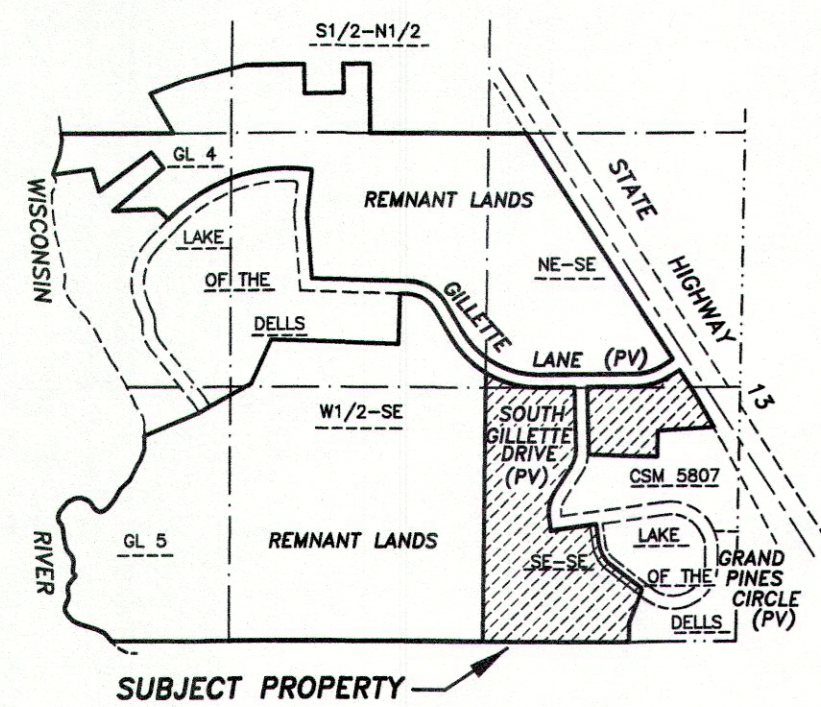 S1/2-N1/2
GL 4
WISCONSIN
RIVER
REMNANT LANDS
STATE
HIGHWAY
13
LAKE
OF THE
DELLS
NE-SE
GILLETTE
LANE (PV)
W1/2-SE
SOUTH
GILLETTE
DRIVE
(PV)
CSM 5807
GL 5
REMNANT LANDS
SE-SE
LAKE
OF THE
DELLS
GRAND
PINES
CIRCLE
(PV)
SUBJECT PROPERTY